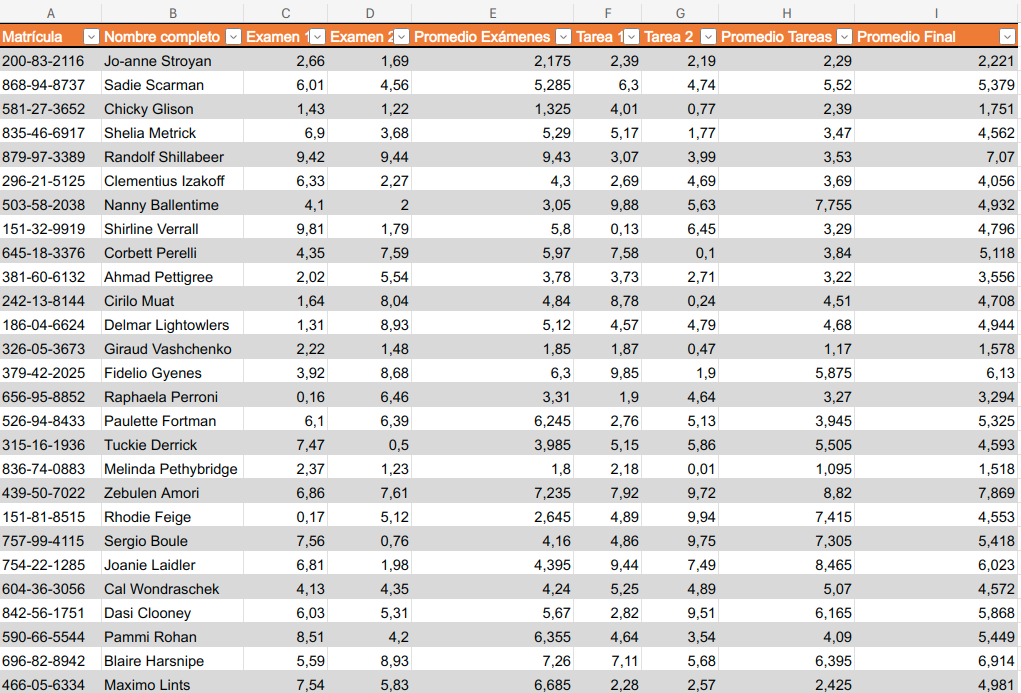 A B C D E F G H I
Matrícula Nombre completo Examen 1 Examen 2 Promedio Exámenes Tarea 1 Tarea 2 Promedio Tareas Promedio Final
200-83-2116 Jo-anne Stroyan 2,66 1,69 2,175 2,39 2,19 2,29 2,221
868-94-8737 Sadie Scarman 6,01 4,56 5,285 6,3 4,74 5,52 5,379
581-27-3652 Chicky Glison 1,43 1,22 1,325 4,01 0,77 2,39 1,751
835-46-6917 Shelia Metrick 6,9 3,68 5,29 5,17 1,77 3,47 4,562
879-97-3389 Randolf Shillabeer 9,42 9,44 9,43 3,07 3,99 3,53 7,07
296-21-5125 Clementius Izakoff 6,33 2,27 4,3 2,69 4,69 3,69 4,056
503-58-2038 Nanny Ballentime 4,1 2 3,05 9,88 5,63 7,755 4,932
151-32-9919 Shirline Verrall 9,81 1,79 5,8 0,13 6,45 3,29 4,796
645-18-3376 Corbett Perelli 4,35 7,59 5,97 7,58 0,1 3,84 5,118
381-60-6132 Ahmad Pettigree 2,02 5,54 3,78 3,73 2,71 3,22 3,556
242-13-8144 Cirilo Muat 1,64 8,04 4,84 8,78 0,24 4,51 4,708
186-04-6624 Delmar Lightowlers 1,31 8,93 5,12 4,57 4,79 4,68 4,944
326-05-3673 Giraud Vashchenko 2,22 1,48 1,85 1,87 0,47 1,17 1,578
379-42-2025 Fidelio Gyenes 3,92 8,68 6,3 9,85 1,9 5,875 6,13
656-95-8852 Raphaela Perroni 0,16 6,46 3,31 1,9 4,64 3,27 3,294
526-94-8433 Paulette Fortman 6,1 6,39 6,245 2,76 5,13 3,945 5,325
315-16-1936 Tuckie Derrick 7,47 0,5 3,985 5,15 5,86 5,505 4,593
836-74-0883 Melinda Pethybridge 2,37 1,23 1,8 2,18 0,01 1,095 1,518
439-50-7022 Zebulen Amori 6,86 7,61 7,235 7,92 9,72 8,82 7,869
151-81-8515 Rhodie Feige 0,17 5,12 2,645 4,89 9,94 7,415 4,553
757-99-4115 Sergio Boule 7,56 0,76 4,16 4,86 9,75 7,305 5,418
754-22-1285 Joanie Laidler 6,81 1,98 4,395 9,44 7,49 8,465 6,023
604-36-3056 Cal Wondraschek 4,13 4,35 4,24 5,25 4,89 5,07 4,572
842-56-1751 Dasi Clooney 6,03 5,31 5,67 2,82 9,51 6,165 5,868
590-66-5544 Pammi Rohan 8,51 4,2 6,355 4,64 3,54 4,09 5,449
696-82-8942 Blaire Harsnipe 5,59 8,93 7,26 7,11 5,68 6,395 6,914
466-05-6334 Maximo Lints 7,54 5,83 6,685 2,28 2,57 2,425 4,981